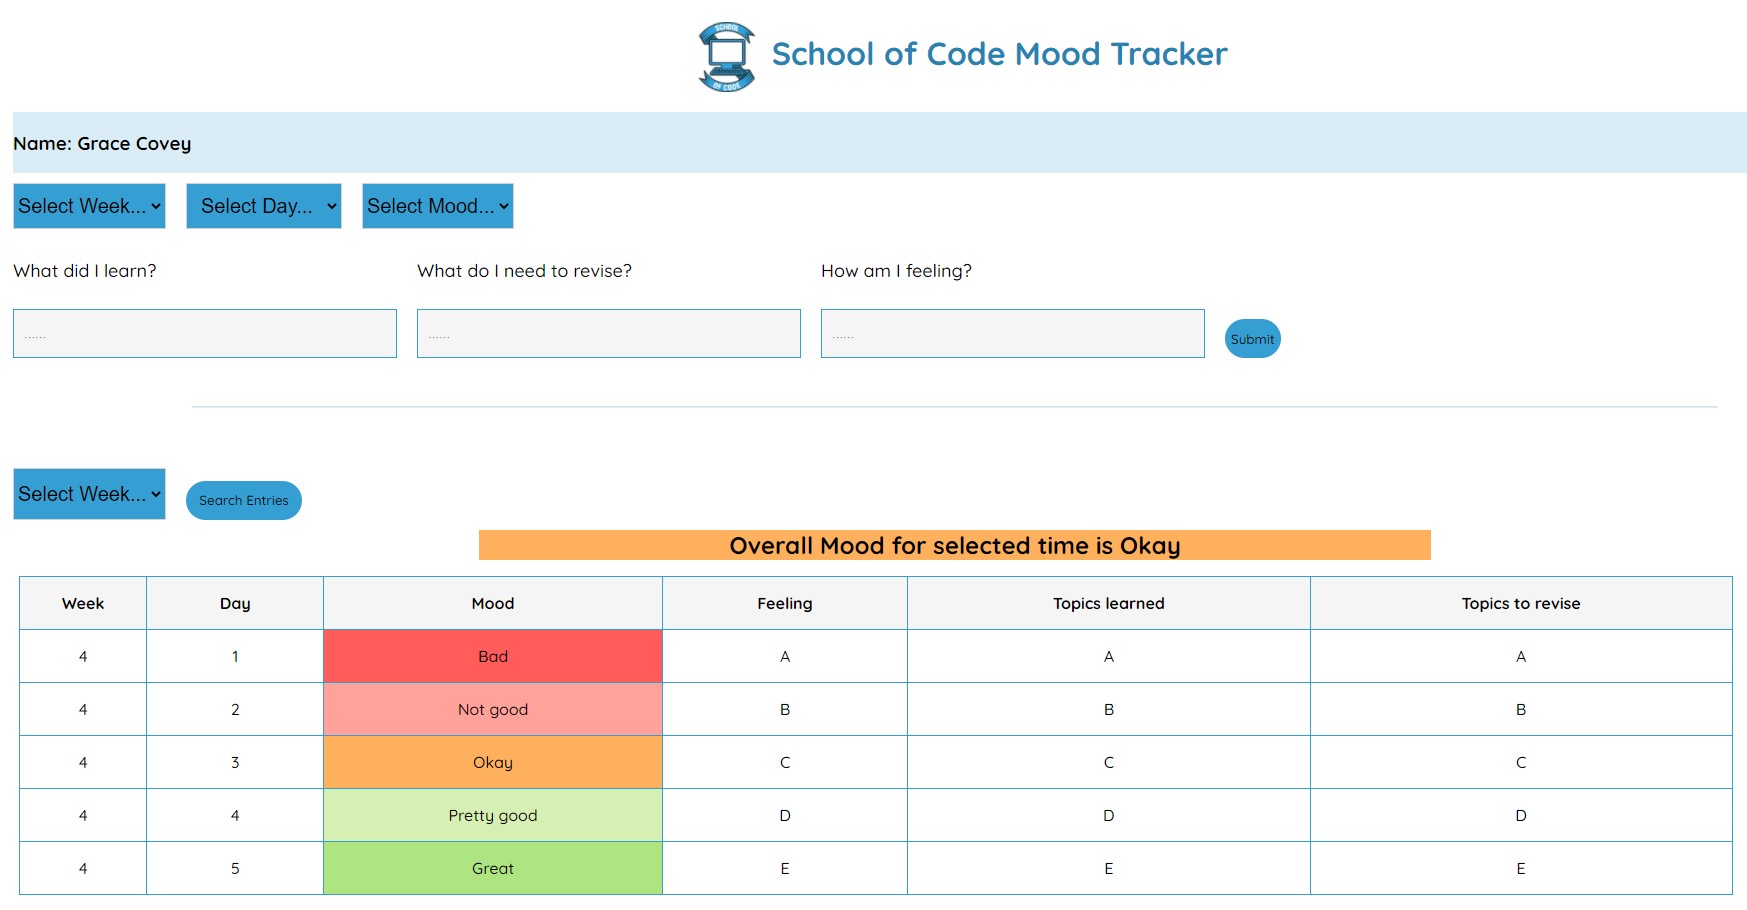 SCHOOL
OF CODE
School of Code Mood Tracker
Name: Grace Covey
Select Week... Select Day... Select Mood...
What did I learn? What do I need to revise? How am I feeling?
...... ...... ...... Submit
Select Week... Search Entries
Overall Mood for selected time is Okay
Week Day Mood Feeling Topics learned Topics to revise
4 1 Bad A A A
4 2 Not good B B B
4 3 Okay C C C
4 4 Pretty good D D D
4 5 Great E E E